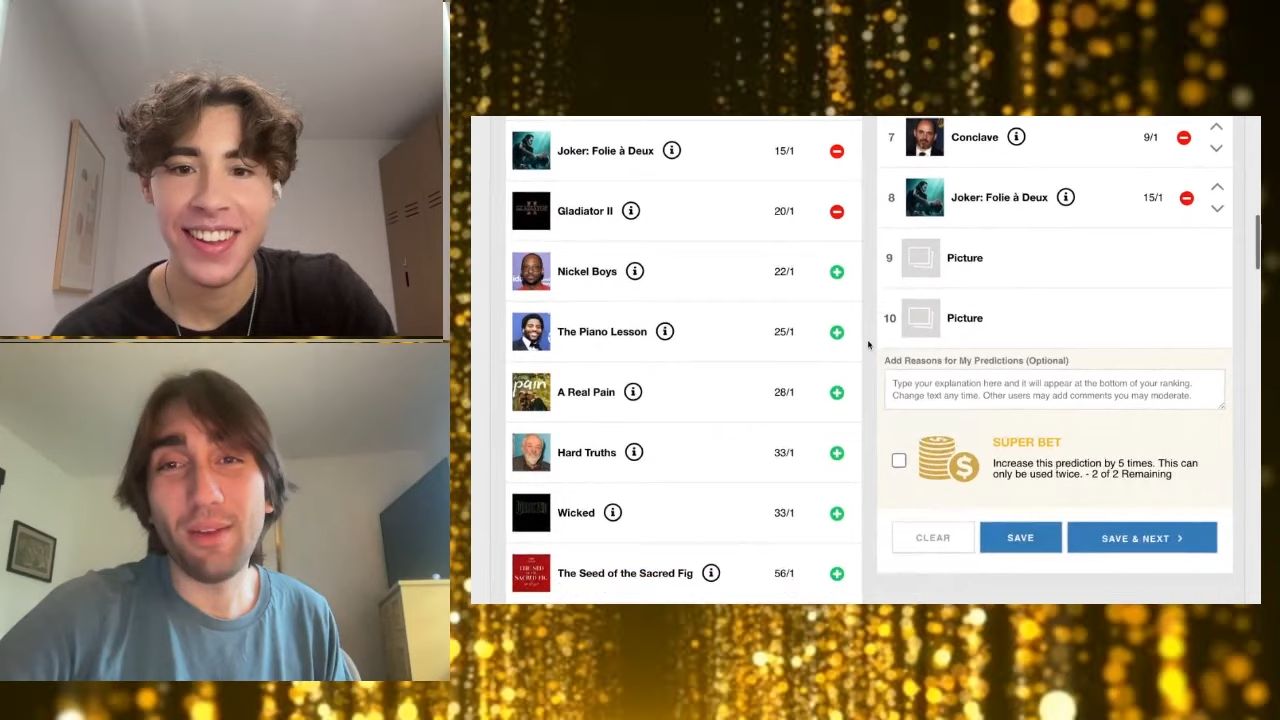 Joker: Folie à Deux
15/1
Gladiator II
20/1
Nickel Boys
22/1
The Piano Lesson
25/1
A Real Pain
28/1
Hard Truths
33/1
Wicked
33/1
The Seed of the Sacred Fig
56/1
7
Conclave
9/1
8
Joker: Folie à Deux
15/1
9
Picture
10
Picture
Add Reasons for My Predictions (Optional)
Type your explanation here and it will appear at the bottom of your ranking.
Change text any time. Other users may add comments you may moderate.
SUPER BET
Increase this prediction by 5 times. This can
only be used twice. - 2 of 2 Remaining
CLEAR
SAVE
SAVE & NEXT
pain